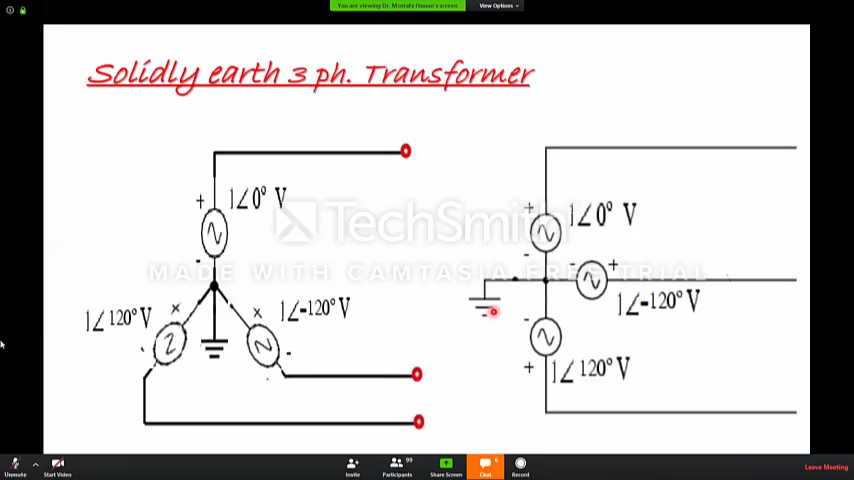 You are viewing Dr. Mostafa Hassan's screen
View Options
Solidly earth 3 ph. Transformer
+ 1∠0° V
-
1∠120° V
x
x
1∠-120° V
-
+ 1∠0° V
-
- +
1∠-120° V
-
+ 1∠120° V
TechSmith
MADE WITH CAMTASIA FREE TRIAL
Unmute
Start Video
Invite
Participants 99
Share Screen
Chat 6
Record
Leave Meeting